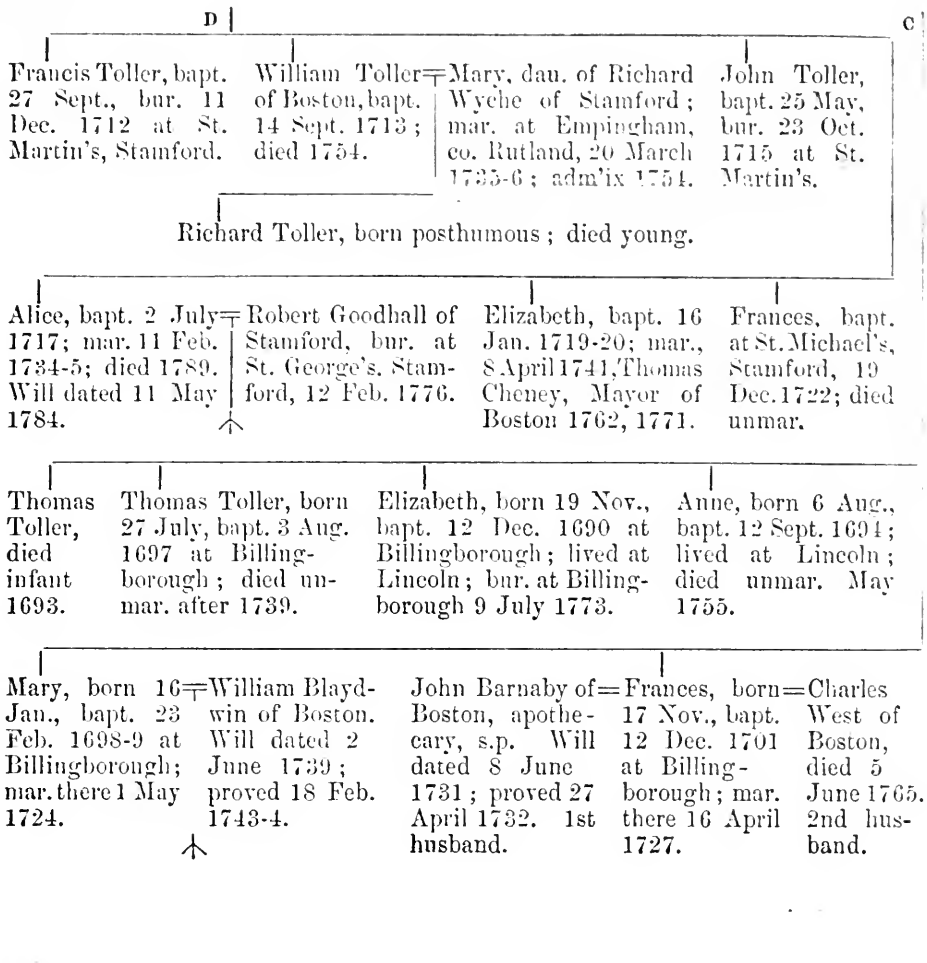 D C
Francis Toller, bapt.
27 Sept., bur. 11
Dec. 1712 at St.
Martin's, Stamford.
William Toller=
of Boston, bapt.
14 Sept. 1713 ;
died 1754.
Mary, dau. of Richard
Wyche of Stamford ;
mar. at Empingham,
co. Rutland, 20 March
1735-6 ; adm'ix 1754.
John Toller,
bapt. 25 May,
bur. 23 Oct.
1715 at St.
Martin's.
Richard Toller, born posthumous ; died young.
Alice, bapt. 2 July=
1717; mar. 11 Feb.
1734-5; died 1789.
Will dated 11 May
1784.
Robert Goodhall of
Stamford, bur. at
St. George's, Stam-
ford, 12 Feb. 1776.
Elizabeth, bapt. 16
Jan. 1719-20; mar.,
8 April 1741, Thomas
Cheney, Mayor of
Boston 1762, 1771.
Frances, bapt.
at St. Michael's,
Stamford, 19
Dec. 1722; died
unmar.
Thomas
Toller,
died
infant
1693.
Thomas Toller, born
27 July, bapt. 3 Aug.
1697 at Billing-
borough ; died un-
mar. after 1739.
Elizabeth, born 19 Nov.,
bapt. 12 Dec. 1690 at
Billingborough ; lived at
Lincoln ; bur. at Billing-
borough 9 July 1773.
Anne, born 6 Aug.,
bapt. 12 Sept. 1694 ;
lived at Lincoln ;
died unmar. May
1755.
Mary, born 16=
Jan., bapt. 23
Feb. 1698-9 at
Billingborough;
mar. there 1 May
1724.
William Blayd-
win of Boston.
Will dated 2
June 1739 ;
proved 18 Feb.
1743-4.
John Barnaby of=
Boston, apothe-
cary, s.p. Will
dated 8 June
1731 ; proved 27
April 1732. 1st
husband.
Frances, born=
17 Nov., bapt.
12 Dec. 1701
at Billing-
borough ; mar.
there 16 April
1727.
Charles
West of
Boston,
died 5
June 1765.
2nd hus-
band.